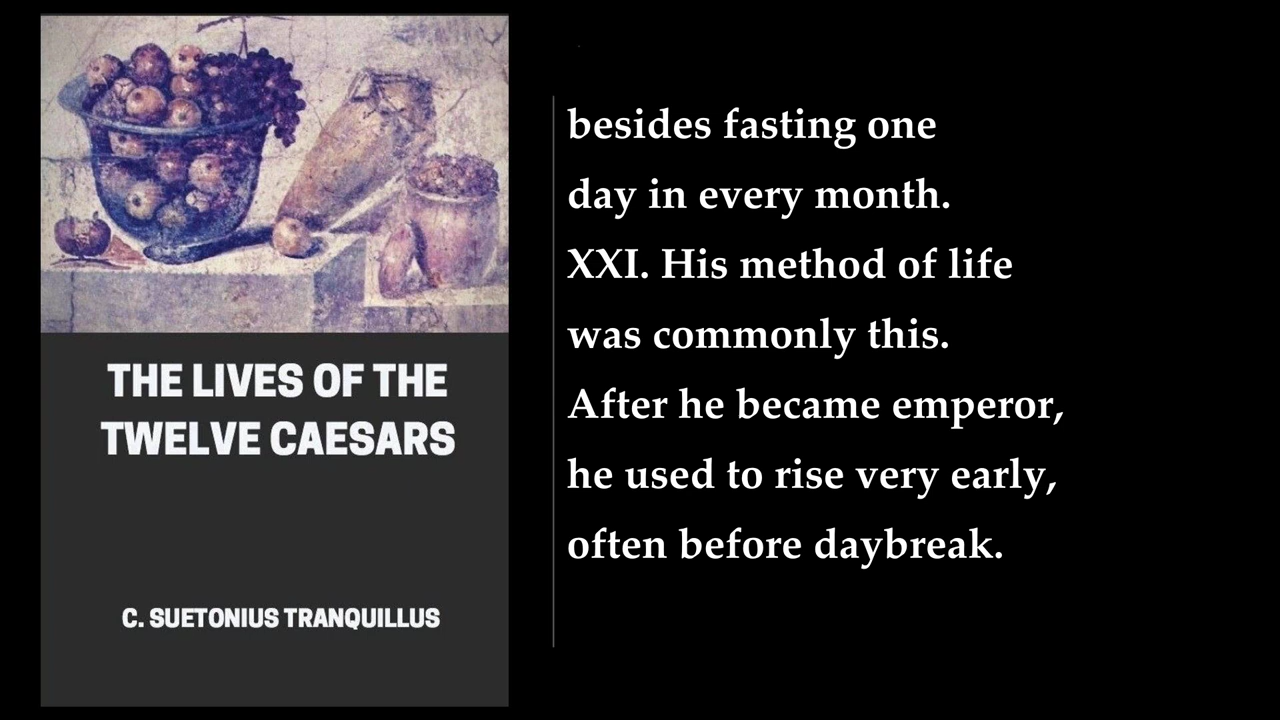 THE LIVES OF THE
TWELVE CAESARS
C. SUETONIUS TRANQUILLUS
besides fasting one
day in every month.
XXI. His method of life
was commonly this.
After he became emperor,
he used to rise very early,
often before daybreak.